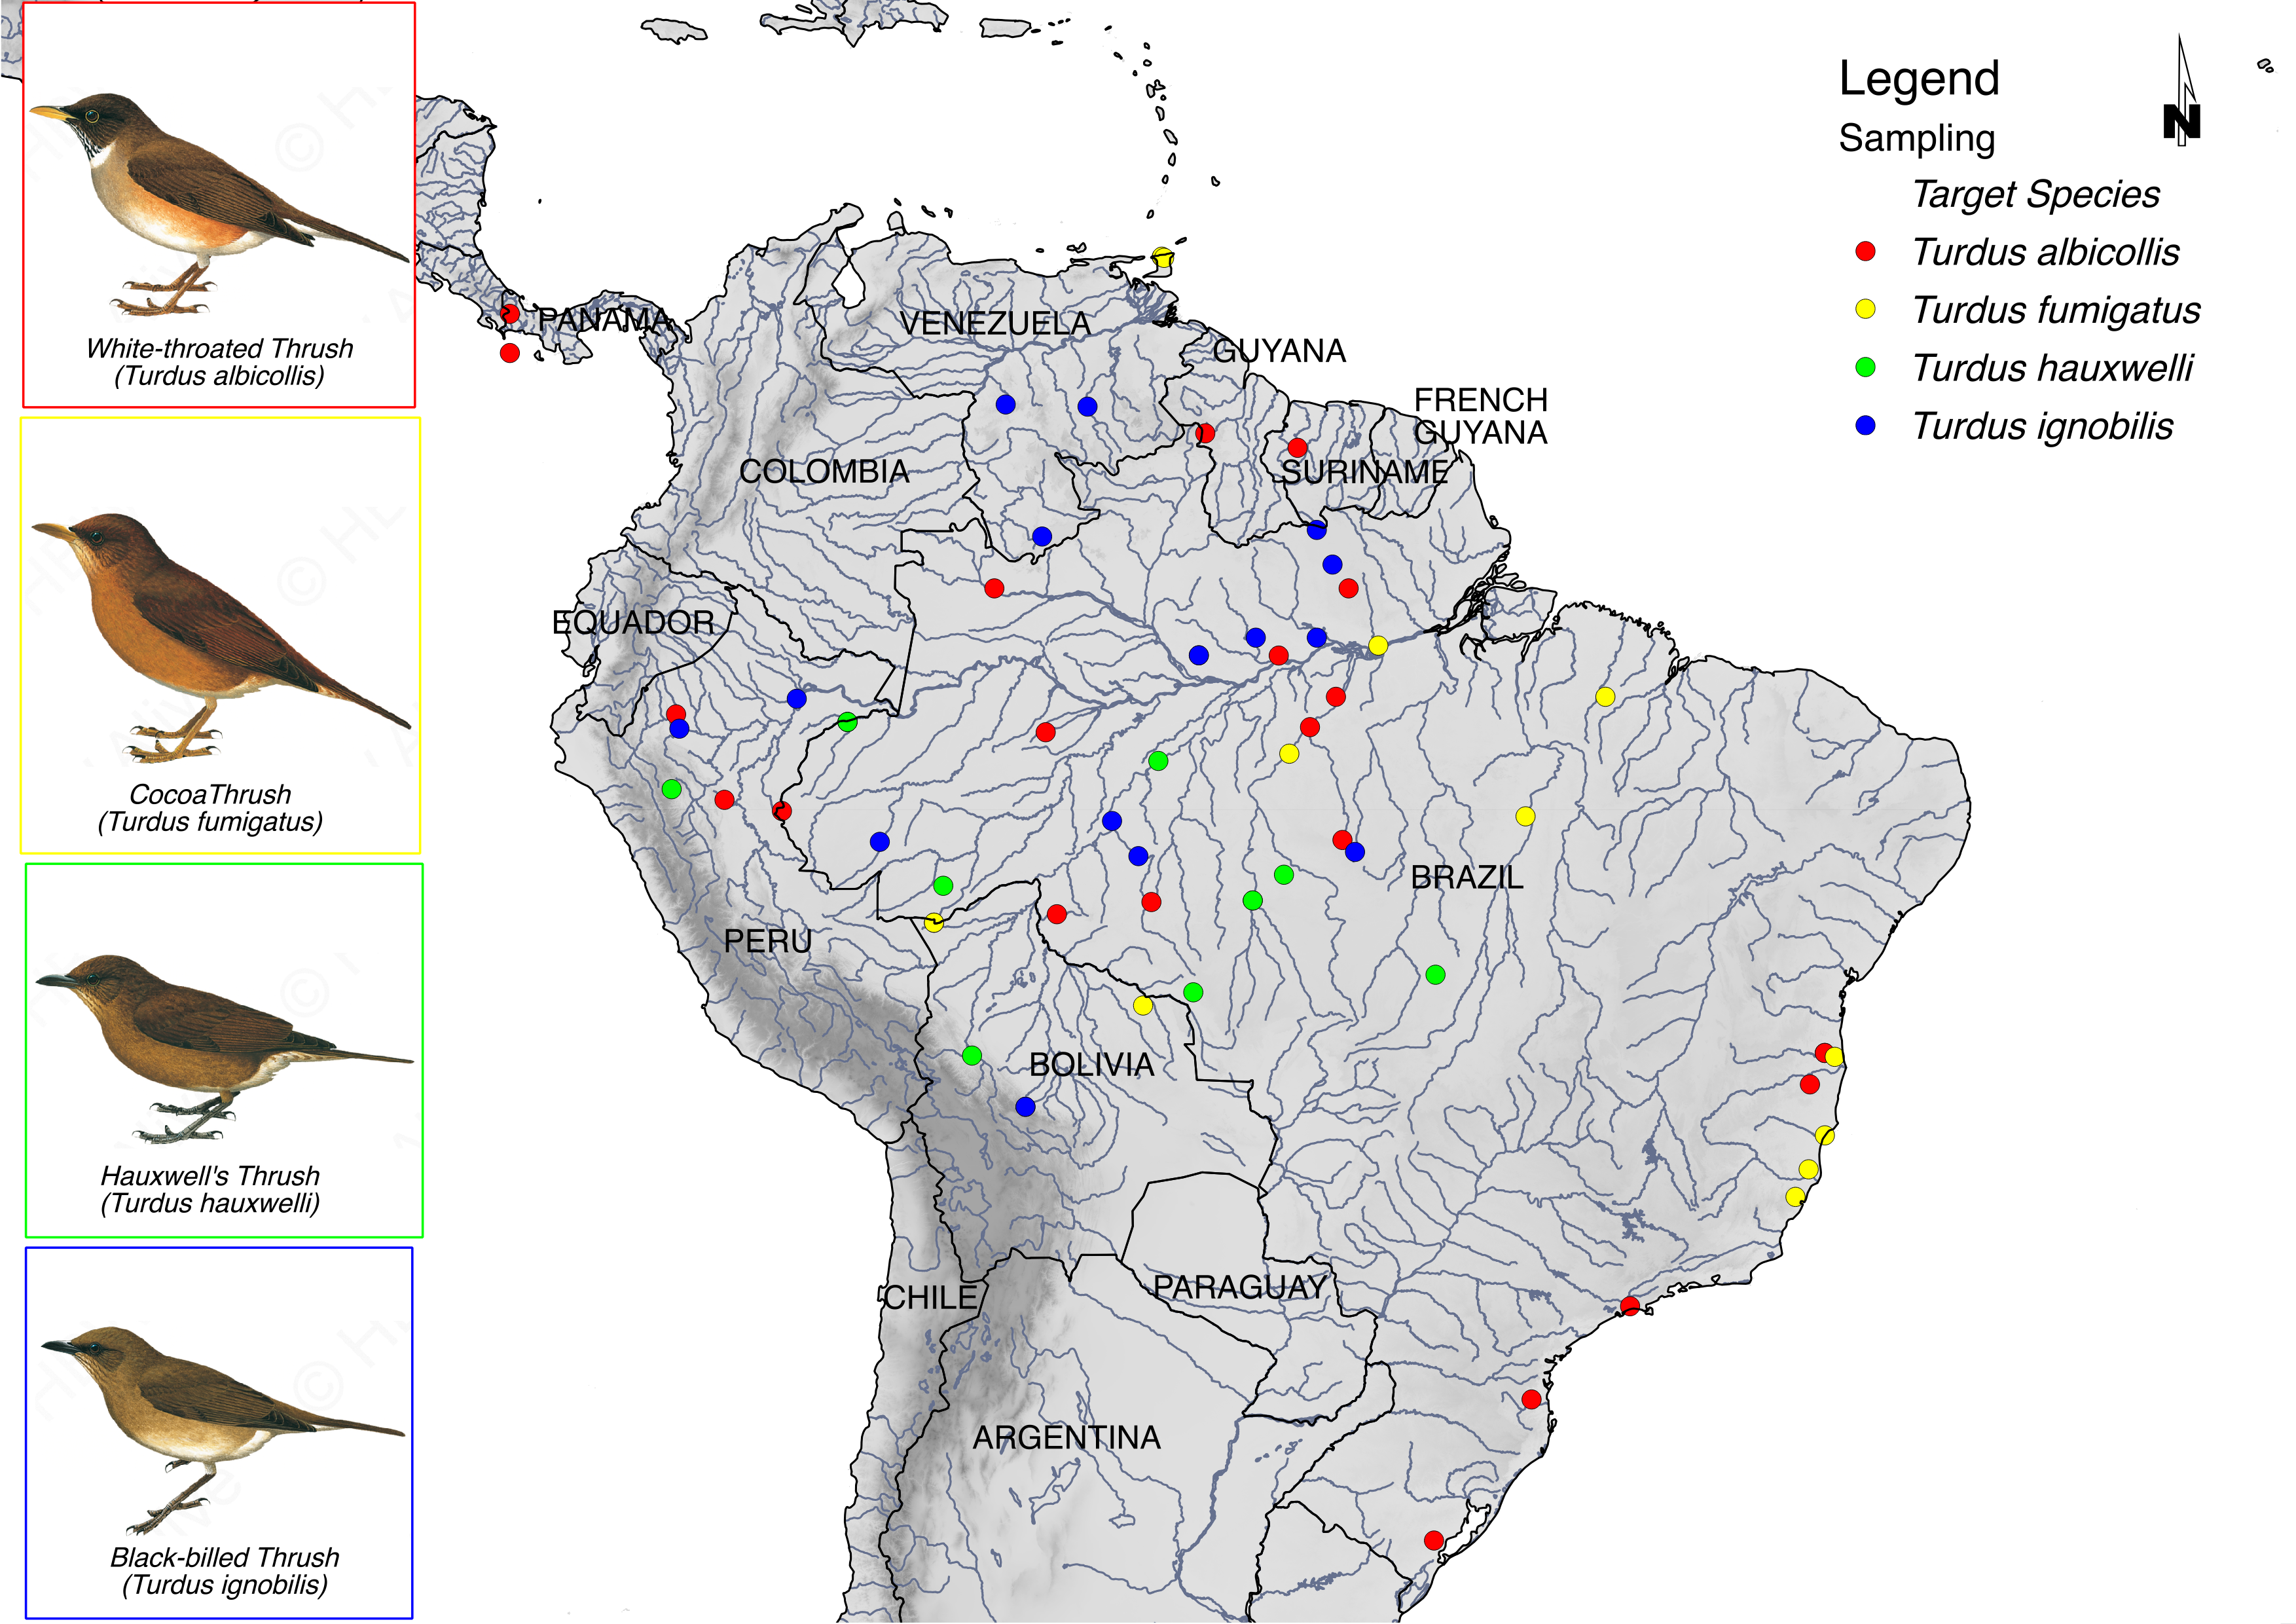 White-throated Thrush
(Turdus albicollis)
CocoaThrush
(Turdus fumigatus)
Hauxwell's Thrush
(Turdus hauxwelli)
Black-billed Thrush
(Turdus ignobilis)
PANAMA
VENEZUELA
GUYANA
FRENCH
GUYANA
SURINAME
COLOMBIA
EQUADOR
BRAZIL
PERU
BOLIVIA
PARAGUAY
CHILE
ARGENTINA
Legend
N
Sampling
Target Species
Turdus albicollis
Turdus fumigatus
Turdus hauxwelli
Turdus ignobilis